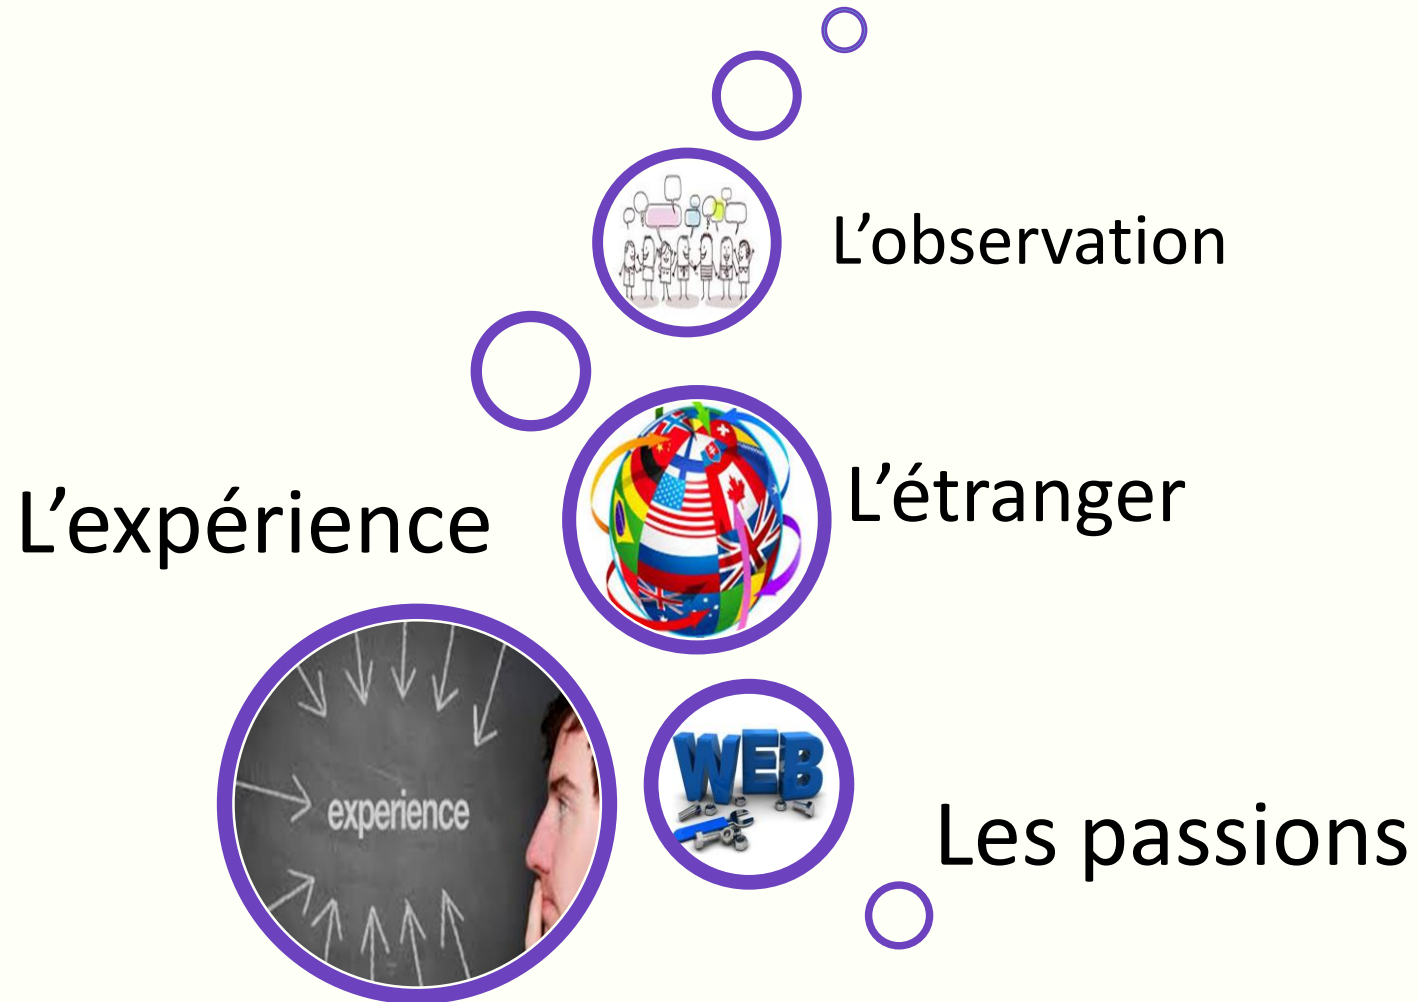 L’observation
L’étranger
L’expérience
experience
WEB
Les passions